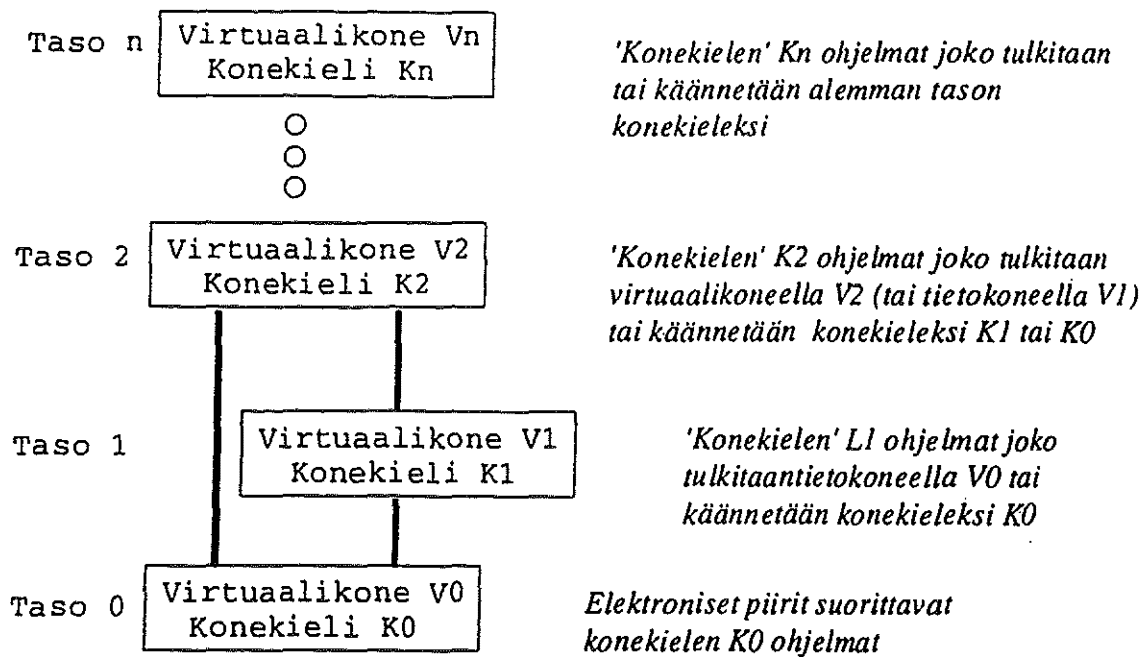 Taso n
Virtuaalikone Vn
Konekieli Kn
'Konekielen' Kn ohjelmat joko tulkitaan
tai käännetään alemman tason
konekieleksi
Taso 2
Virtuaalikone V2
Konekieli K2
'Konekielen' K2 ohjelmat joko tulkitaan
virtuaalikoneella V2 (tai tietokoneella V1)
tai käännetään konekieleksi K1 tai K0
Taso 1
Virtuaalikone V1
Konekieli K1
'Konekielen' L1 ohjelmat joko
tulkitaantietokoneella V0 tai
käännetään konekieleksi K0
Taso 0
Virtuaalikone V0
Konekieli K0
Elektroniset piirit suorittavat
konekielen K0 ohjelmat